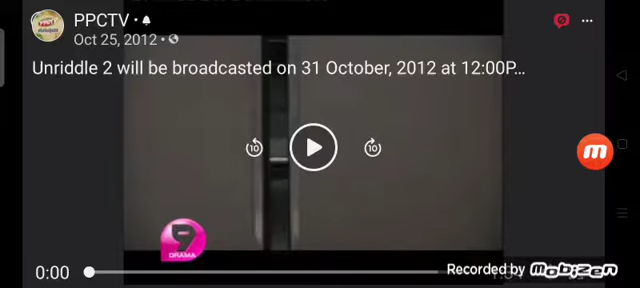 PPCTV •
Oct 25, 2012 •
Unriddle 2 will be broadcasted on 31 October, 2012 at 12:00P...
10
10
9
DRAMA
0:00
Recorded by Mobizen